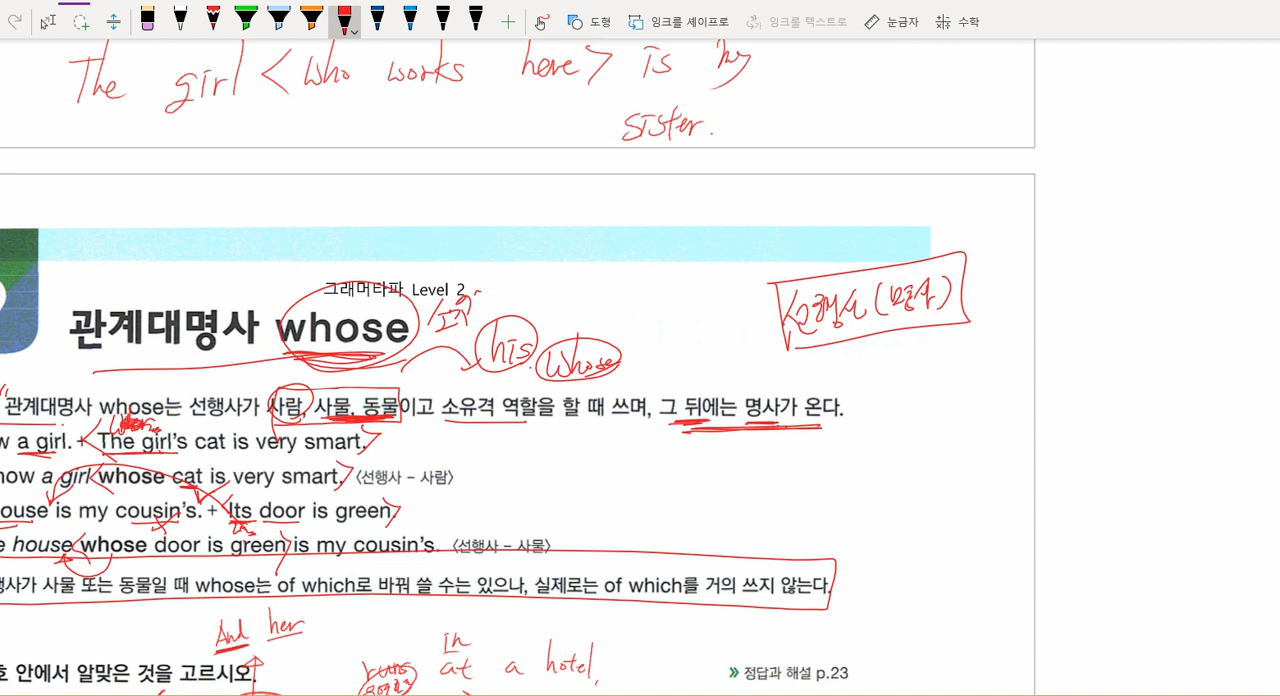 도형 잉크를 셰이프로 잉크를 텍스트로 눈금자 수학
The girl < who works here > is my
sister.
그래머타파 Level 2
관계대명사 whose
소유
his
whose
선행사 (명사)
관계대명사 whose는 선행사가 사람, 사물, 동물이고 소유격 역할을 할 때 쓰며, 그 뒤에는 명사가 온다.
w a girl. + The girl's cat is very smart.
now a girl whose cat is very smart. 〈선행사 – 사람〉
ouse is my cousin's. + Its door is green.
e house whose door is green is my cousin's. 〈선행사 – 사물〉
행사가 사물 또는 동물일 때 whose는 of which로 바꿔 쓸 수는 있으나, 실제로는 of which를 거의 쓰지 않는다.
And her
in
at a hotel,
호 안에서 알맞은 것을 고르시오.
정답과 해설 p.23